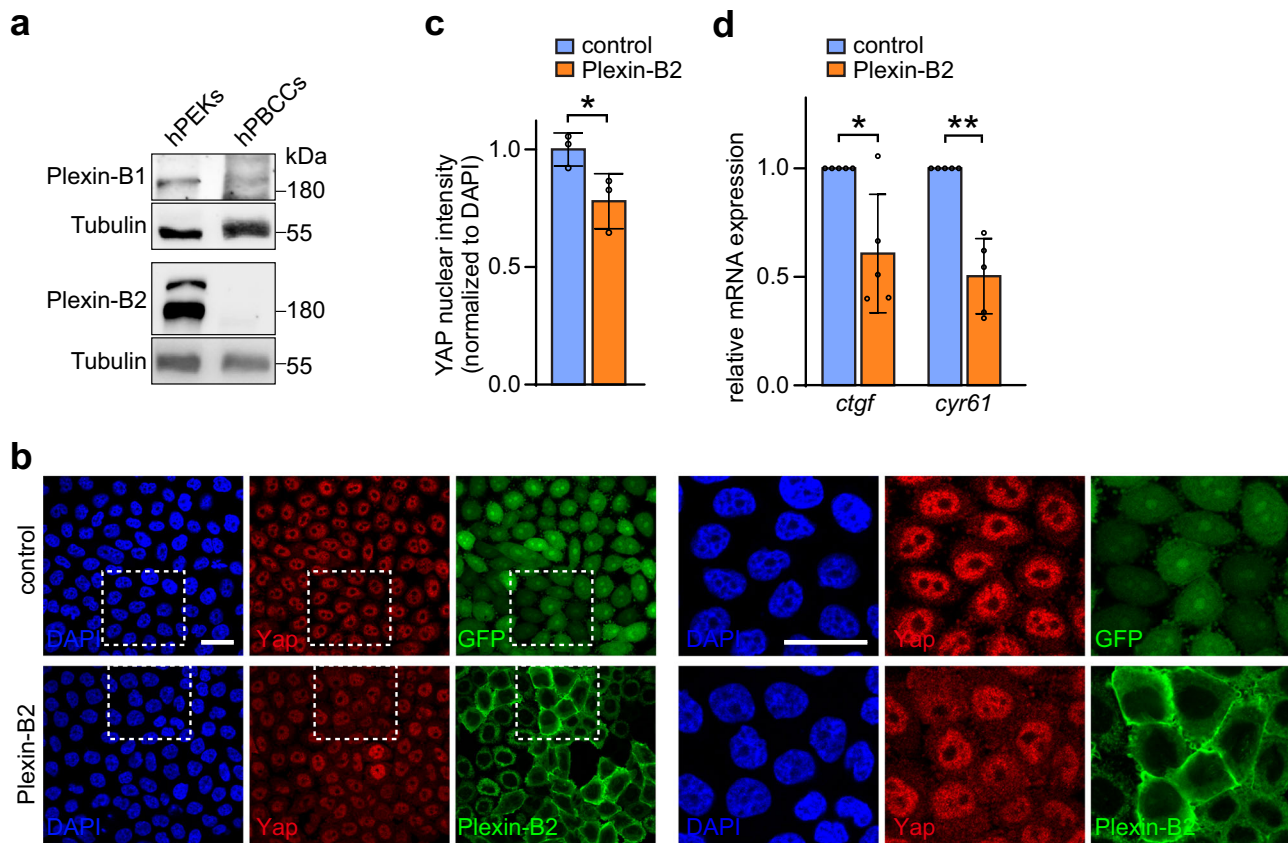 a
hPEKs
hPBCCs
kDa
Plexin-B1
–180
Tubulin
–55
Plexin-B2
–180
Tubulin
–55
c
control
Plexin-B2
*
YAP nuclear intensity
(normalized to DAPI)
1.0
0.5
1.0
d
control
Plexin-B2
*
**
relative mRNA expression
1.0
0.5
0.0
ctgf
cyr61
b
control
DAPI
Yap
GFP
DAPI
Yap
GFP
Plexin-B2
DAPI
Yap
Plexin-B2
DAPI
Yap
Plexin-B2